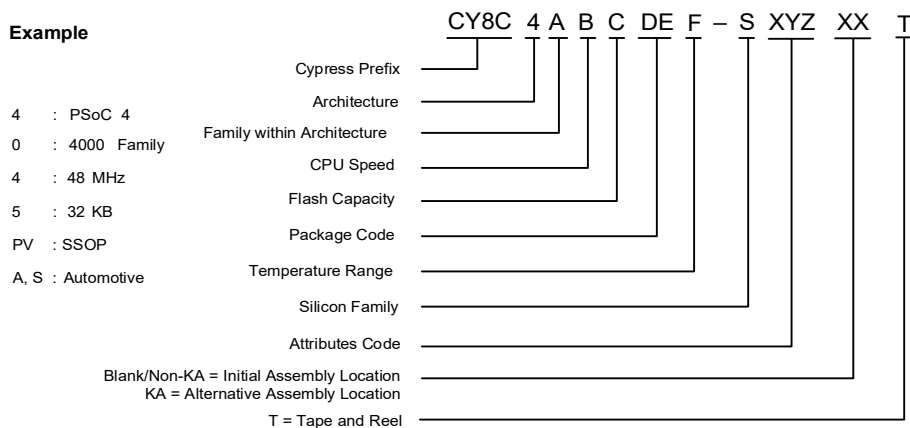 CY8C 4 A B C DE F – S XYZ XX T
Example
Cypress Prefix
Architecture
4 : PSoC 4
Family within Architecture
0 : 4000 Family
CPU Speed
4 : 48 MHz
Flash Capacity
5 : 32 KB
Package Code
PV : SSOP
Temperature Range
A, S : Automotive
Silicon Family
Attributes Code
Blank/Non-KA = Initial Assembly Location
KA = Alternative Assembly Location
T = Tape and Reel